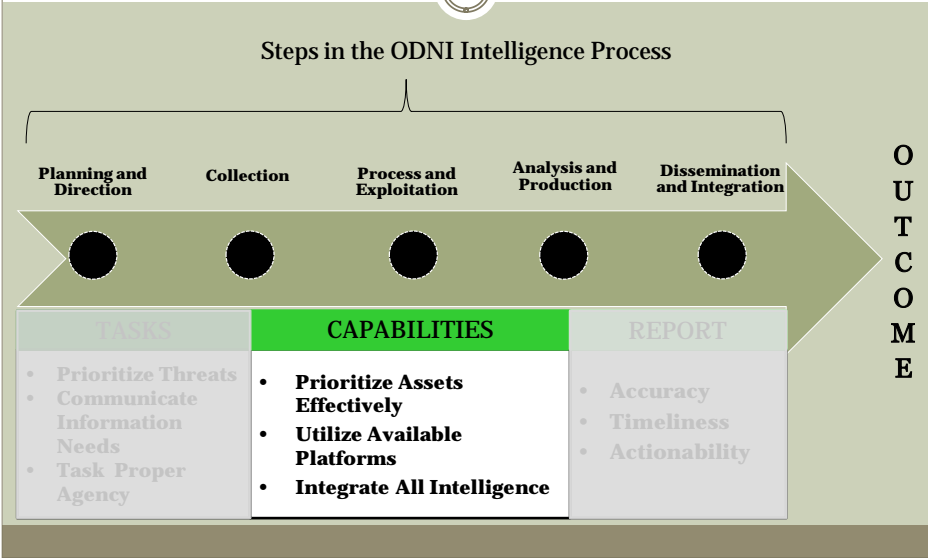 Steps in the ODNI Intelligence Process
Planning and
Direction
Collection
Process and
Exploitation
Analysis and
Production
Dissemination
and Integration
O
U
T
C
O
M
E
TASKS
• Prioritize Threats
• Communicate
Information
Needs
• Task Proper
Agency
CAPABILITIES
• Prioritize Assets
Effectively
• Utilize Available
Platforms
• Integrate All Intelligence
REPORT
• Accuracy
• Timeliness
• Actionability